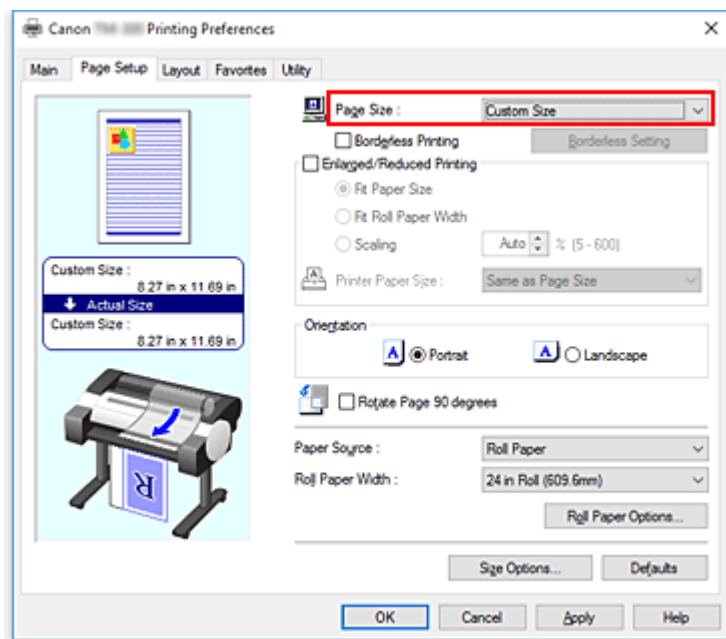 Canon Printing Preferences
Main Page Setup Layout Favorites Utility
Page Size : Custom Size
Borderless Printing Borderless Setting
Enlarged/Reduced Printing
Fit Paper Size
Fit Roll Paper Width
Scaling Auto % (5 - 600)
Printer Paper Size : Same as Page Size
Custom Size :
8.27 in x 11.69 in
Actual Size
Custom Size :
8.27 in x 11.69 in
Orientation
A Portrait A Landscape
Rotate Page 90 degrees
R
Paper Source : Roll Paper
Roll Paper Width : 24 in Roll (609.6mm)
Roll Paper Options...
Size Options... Defaults
OK Cancel Apply Help